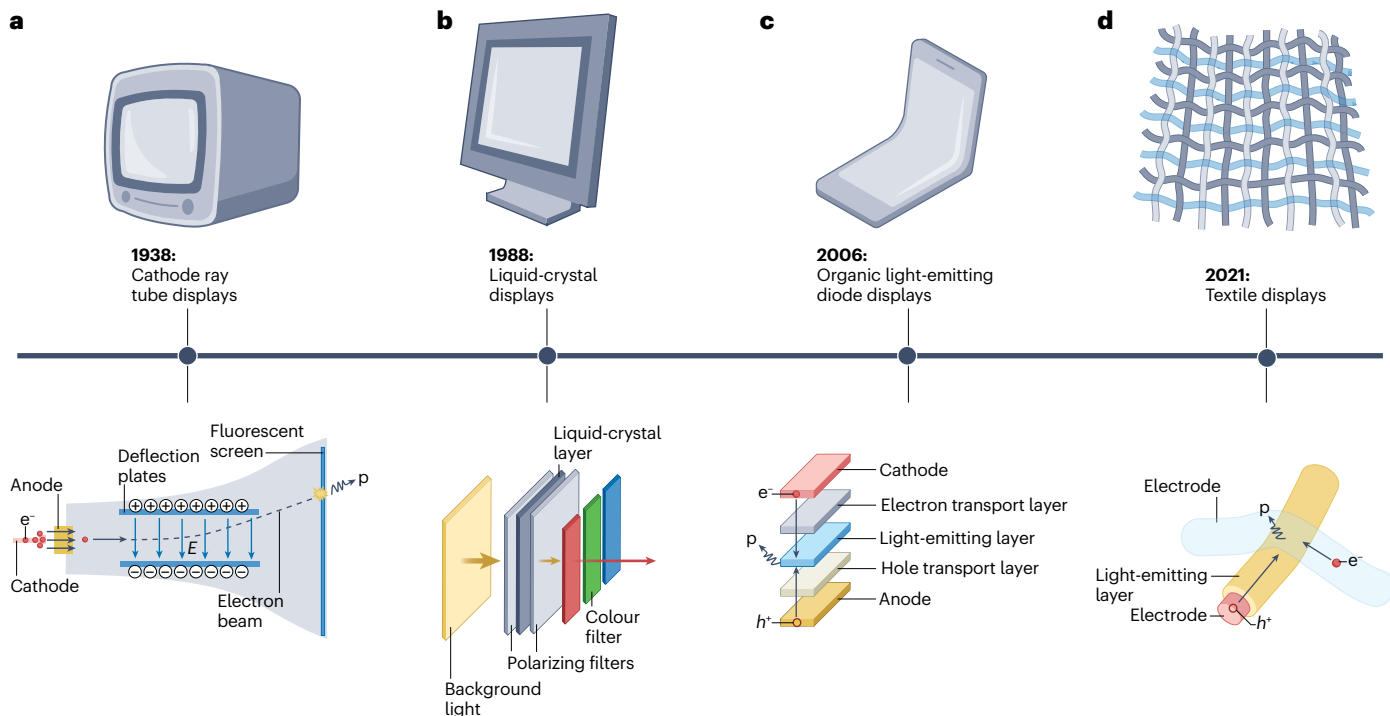 a
b
c
d
1938:
Cathode ray
tube displays
1988:
Liquid-crystal
displays
2006:
Organic light-emitting
diode displays
2021:
Textile displays
Fluorescent
screen
Deflection
plates
Anode
e⁻
Cathode
+ + + + + + +
E
− − − − − − − −
p
Electron
beam
Liquid-crystal
layer
Colour
filter
Polarizing filters
Background
light
Cathode
e⁻
Electron transport layer
p
Light-emitting layer
Hole transport layer
Anode
h⁺
Electrode
p
e⁻
Light-emitting
layer
Electrode
h⁺